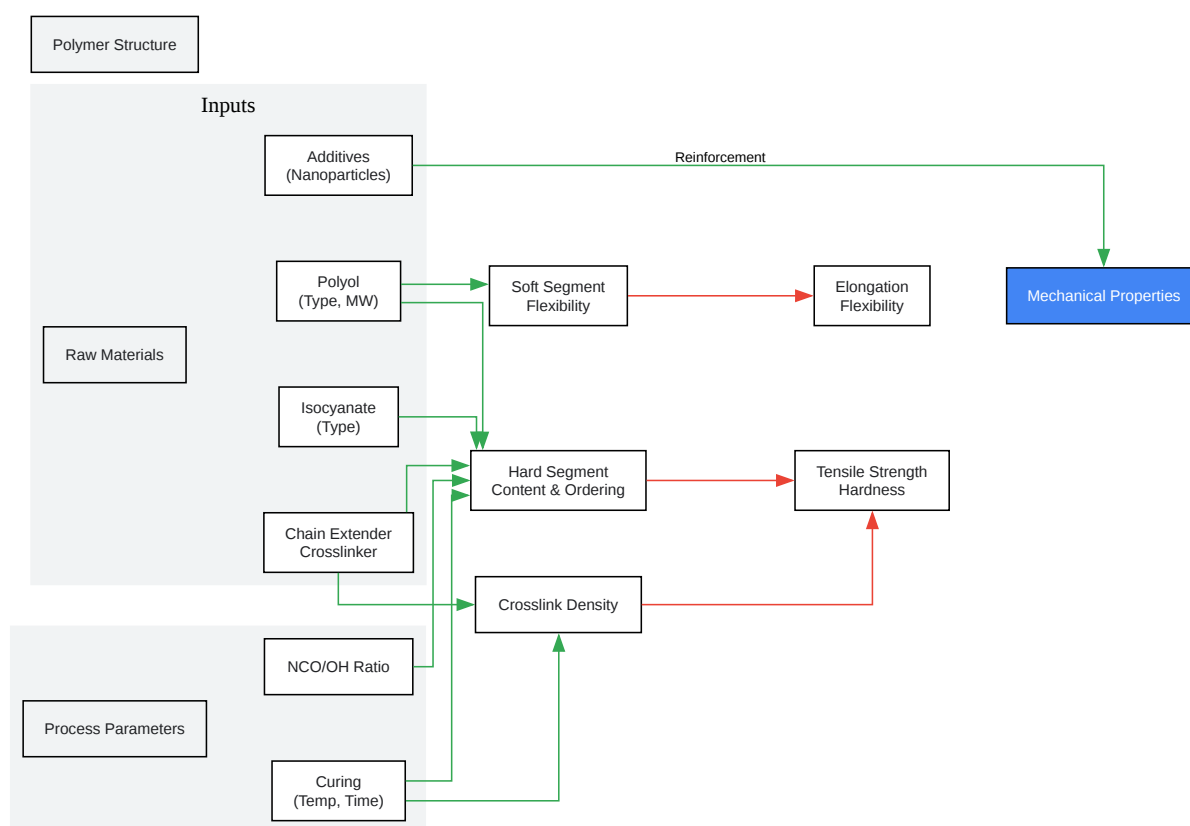 Polymer Structure
Inputs
Additives
(Nanoparticles)
Reinforcement
Polyol
(Type, MW)
Soft Segment
Flexibility
Elongation
Flexibility
Mechanical Properties
Raw Materials
Isocyanate
(Type)
Hard Segment
Content & Ordering
Tensile Strength
Hardness
Chain Extender
Crosslinker
Crosslink Density
NCO/OH Ratio
Process Parameters
Curing
(Temp, Time)